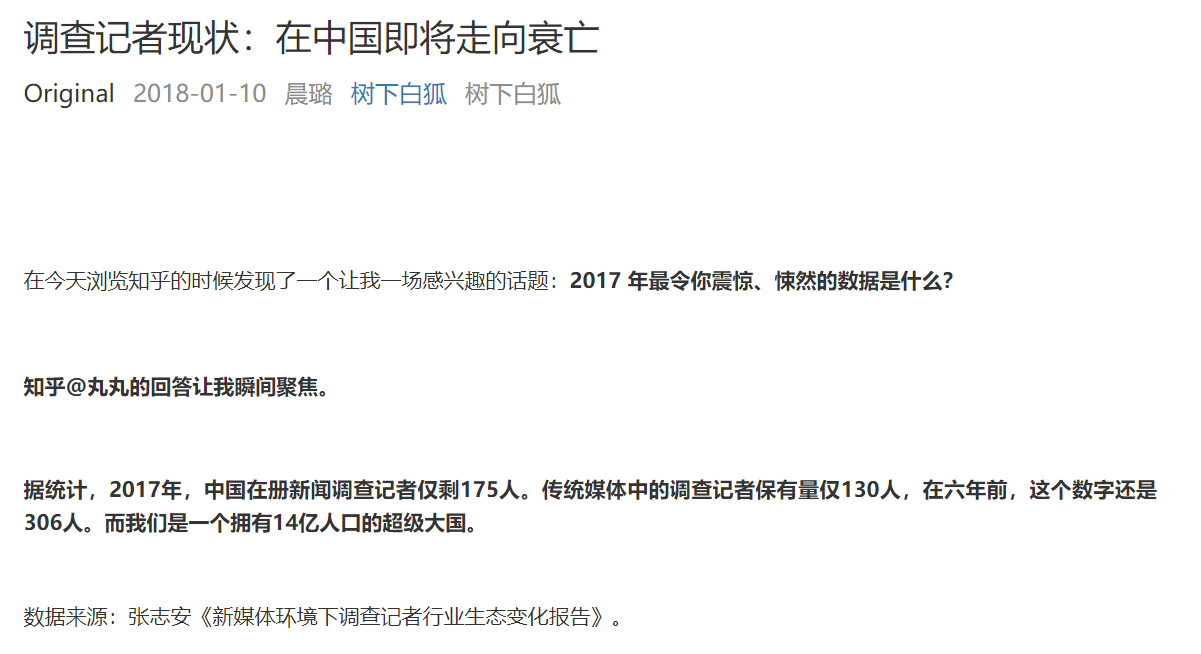 调查记者现状：在中国即将走向衰亡
Original 2018-01-10 晨璐 树下白狐 树下白狐
在今天浏览知乎的时候发现了一个让我一场感兴趣的话题：2017 年最令你震惊、悚然的数据是什么？
知乎@丸丸的回答让我瞬间聚焦。
据统计，2017年，中国在册新闻调查记者仅剩175人。传统媒体中的调查记者保有量仅130人，在六年前，这个数字还是
306人。而我们是一个拥有14亿人口的超级大国。
数据来源：张志安《新媒体环境下调查记者行业生态变化报告》。